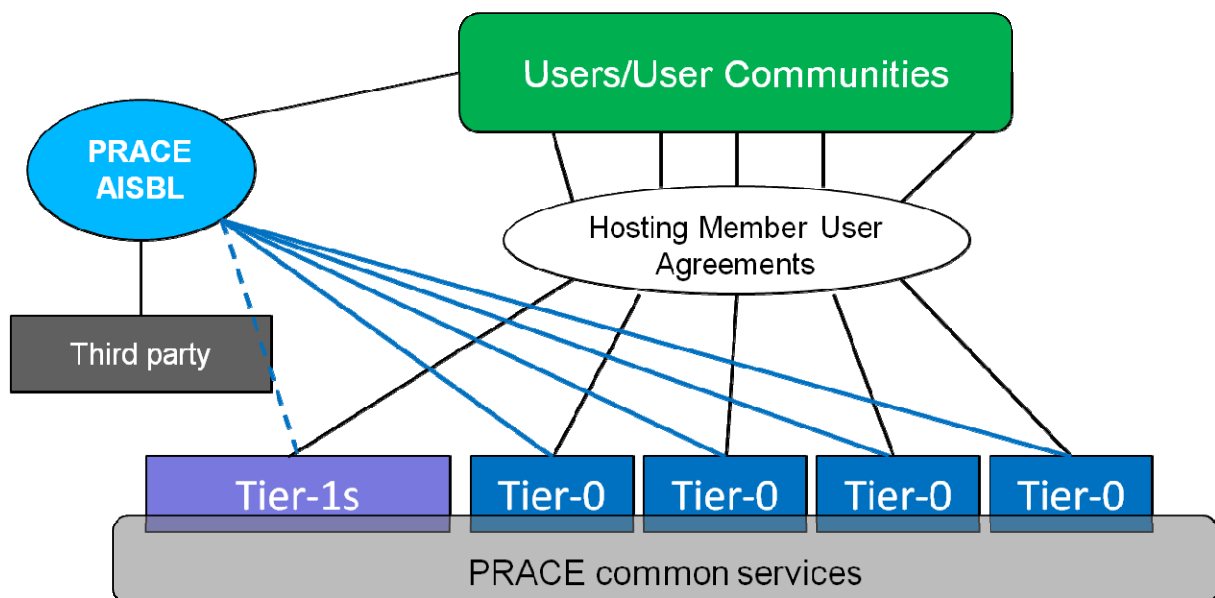 Users/User Communities
PRACE
AISBL
Hosting Member User
Agreements
Third party
Tier-1s
Tier-0
Tier-0
Tier-0
Tier-0
PRACE common services